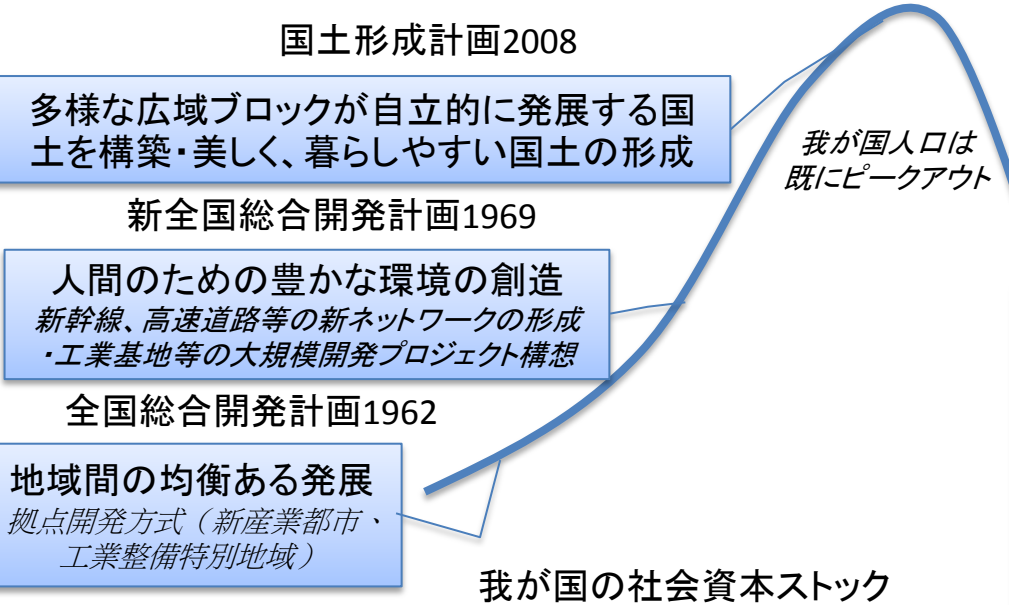 国土形成計画2008
多様な広域ブロックが自立的に発展する国
土を構築・美しく、暮らしやすい国土の形成
我が国人口は
既にピークアウト
新全国総合開発計画1969
人間のための豊かな環境の創造
新幹線、高速道路等の新ネットワークの形成
・工業基地等の大規模開発プロジェクト構想
全国総合開発計画1962
地域間の均衡ある発展
拠点開発方式（新産業都市、
工業整備特別地域）
我が国の社会資本ストック